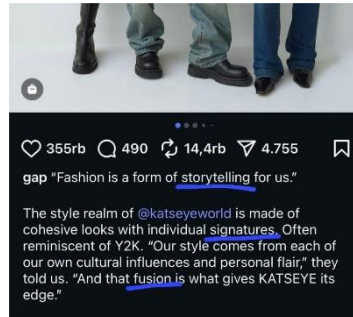 355rb 490 14,4rb 4.755
gap “Fashion is a form of storytelling for us.”
The style realm of @katseyeworld is made of
cohesive looks with individual signatures. Often
reminiscent of Y2K. “Our style comes from each of
our own cultural influences and personal flair,” they
told us. “And that fusion is what gives KATSEYE its
edge.”